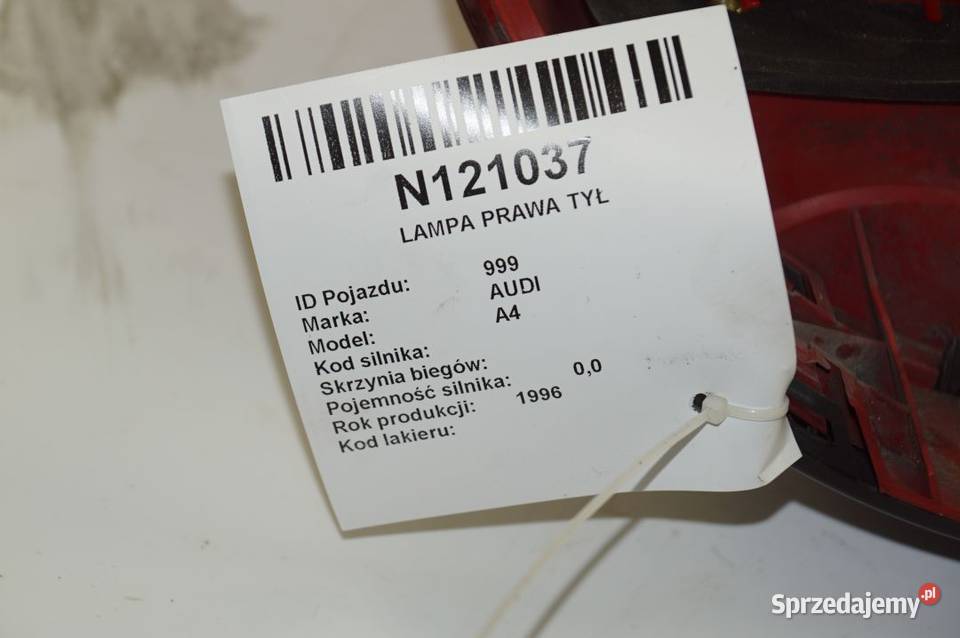 N121037
LAMPA PRAWA TYŁ
ID Pojazdu: 999
Marka: AUDI
Model: A4
Kod silnika:
Skrzynia biegów:
Pojemność silnika: 0,0
Rok produkcji: 1996
Kod lakieru:
Sprzedajemy.pl